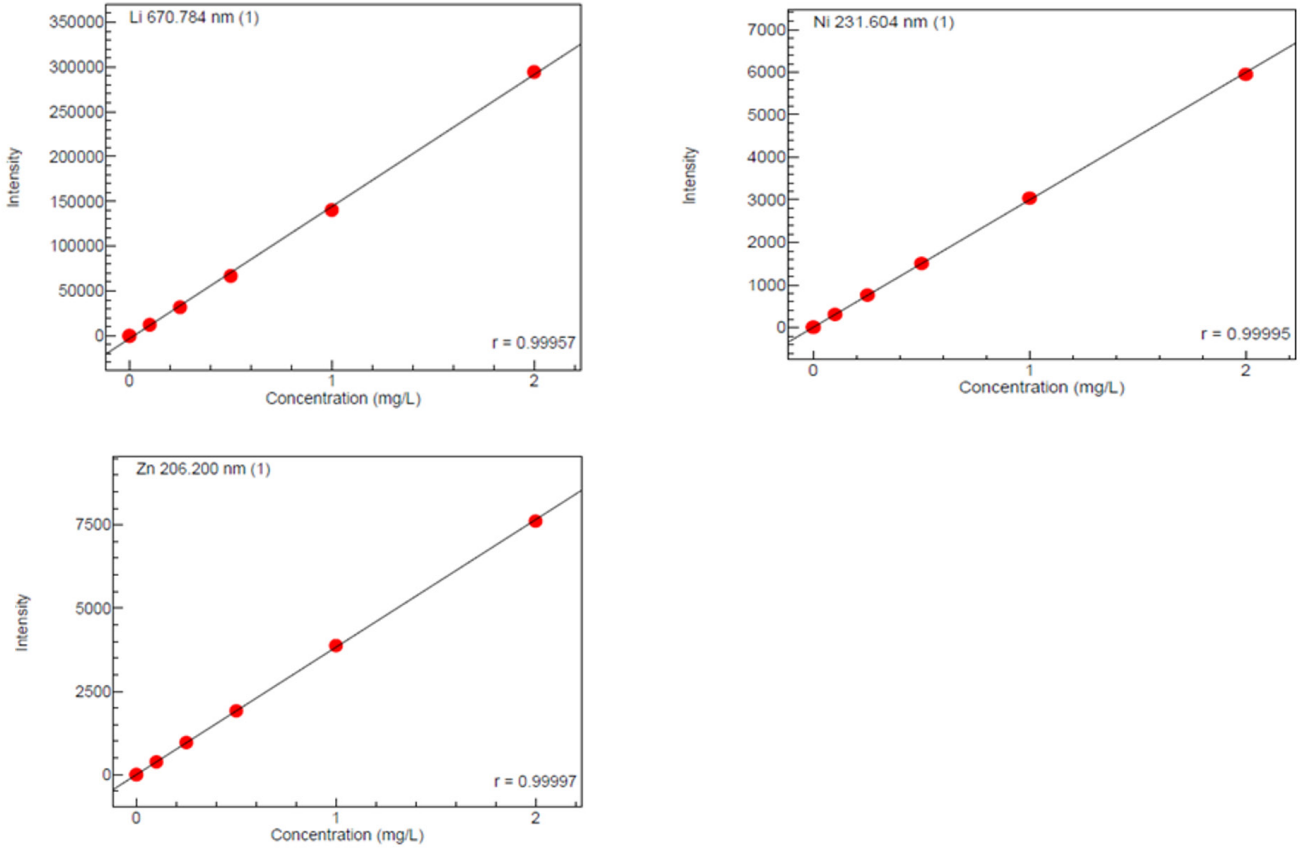 Li 670.784 nm (1)
350000
300000
250000
200000
150000
100000
50000
0
Intensity
r = 0.99957
0 1 2
Concentration (mg/L)
Ni 231.604 nm (1)
7000
6000
5000
4000
3000
2000
1000
0
Intensity
r = 0.99995
0 1 2
Concentration (mg/L)
Zn 206.200 nm (1)
7500
5000
2500
0
Intensity
r = 0.99997
0 1 2
Concentration (mg/L)